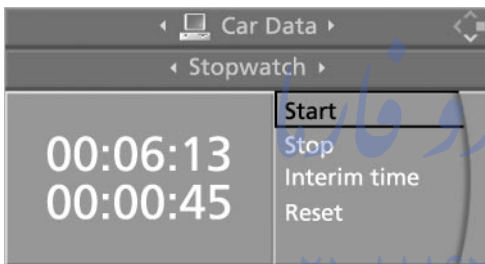 Car Data
Stopwatch
00:06:13
00:00:45
Start
Stop
Interim time
Reset